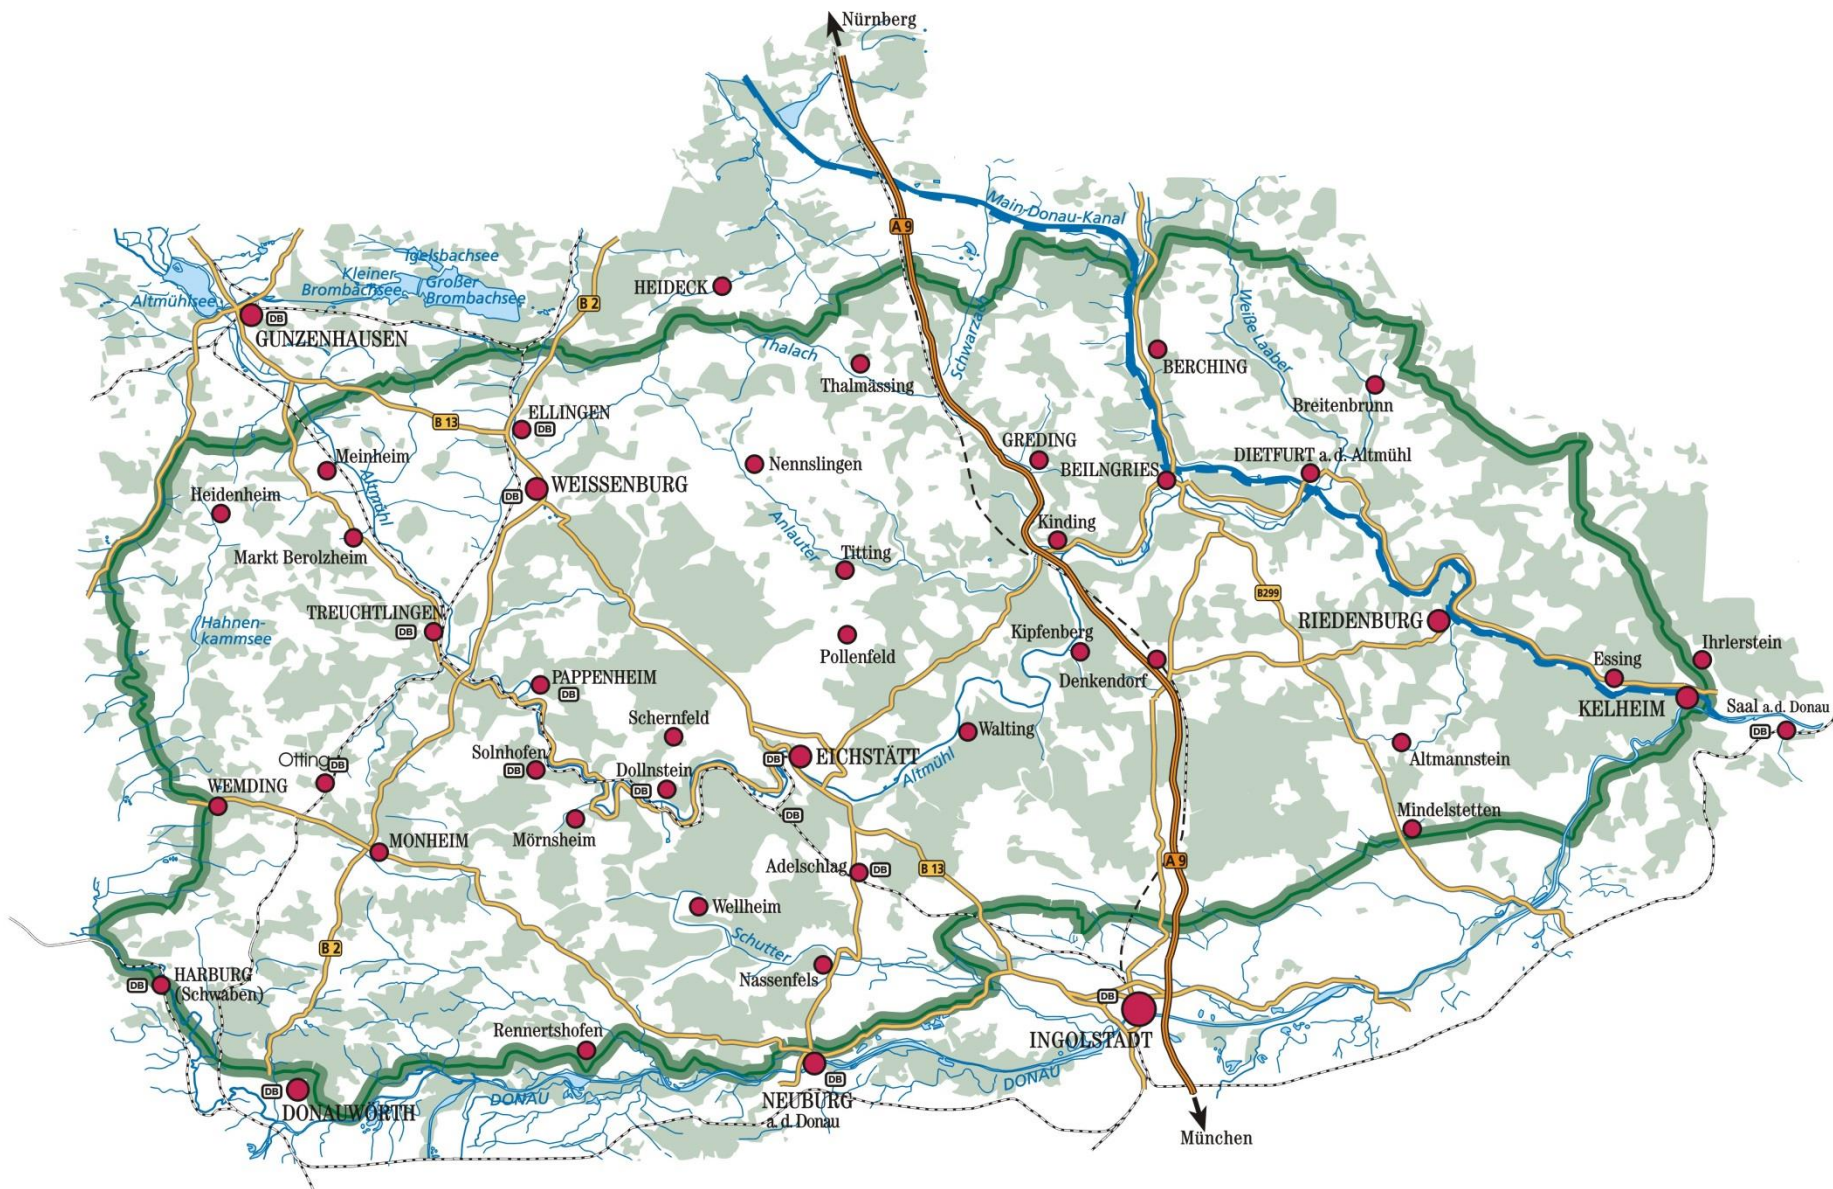 Nürnberg
Main-Donau-Kanal
A 9
Igelsbachsee
Kleiner
Brombachsee
Großer
Brombachsee
HEIDECK
Altmühlsee
B 2
DB
GUNZENHAUSEN
Thalach
Schwarzach
Weiße Laaber
Thalmässing
BERCHING
Breitenbrunn
B 13
ELLINGEN
DB
GREDING
Meinheim
Altmühl
Nennslingen
BEILNGRIES
DIETFURT a. d. Altmühl
Heidenheim
DB
WEISSENBURG
Anlauter
Kinding
Markt Berolzheim
Titting
B299
TREUCHTLINGEN
DB
Hahnen-
kammsee
Pollenfeld
Kipfenberg
RIEDENBURG
Ihrlerstein
PAPPENHEIM
DB
Denkendorf
Essing
KELHEIM
Saal a. d. Donau
DB
Schernfeld
Walting
Solnhofen
DB
Otting
DB
Dollnstein
DB
DB
EICHSTÄTT
Altmühl
Altmannstein
WEMDING
Mörnsheim
DB
Mindelstetten
MONHEIM
Adelschlag
DB
B 13
A 9
Wellheim
Schutter
B 2
HARBURG
(Schwaben)
DB
Nassenfels
DB
INGOLSTADT
Rennertshofen
DONAU
DB
DONAUWÖRTH
DONAU
DB
NEUBURG
a. d. Donau
München